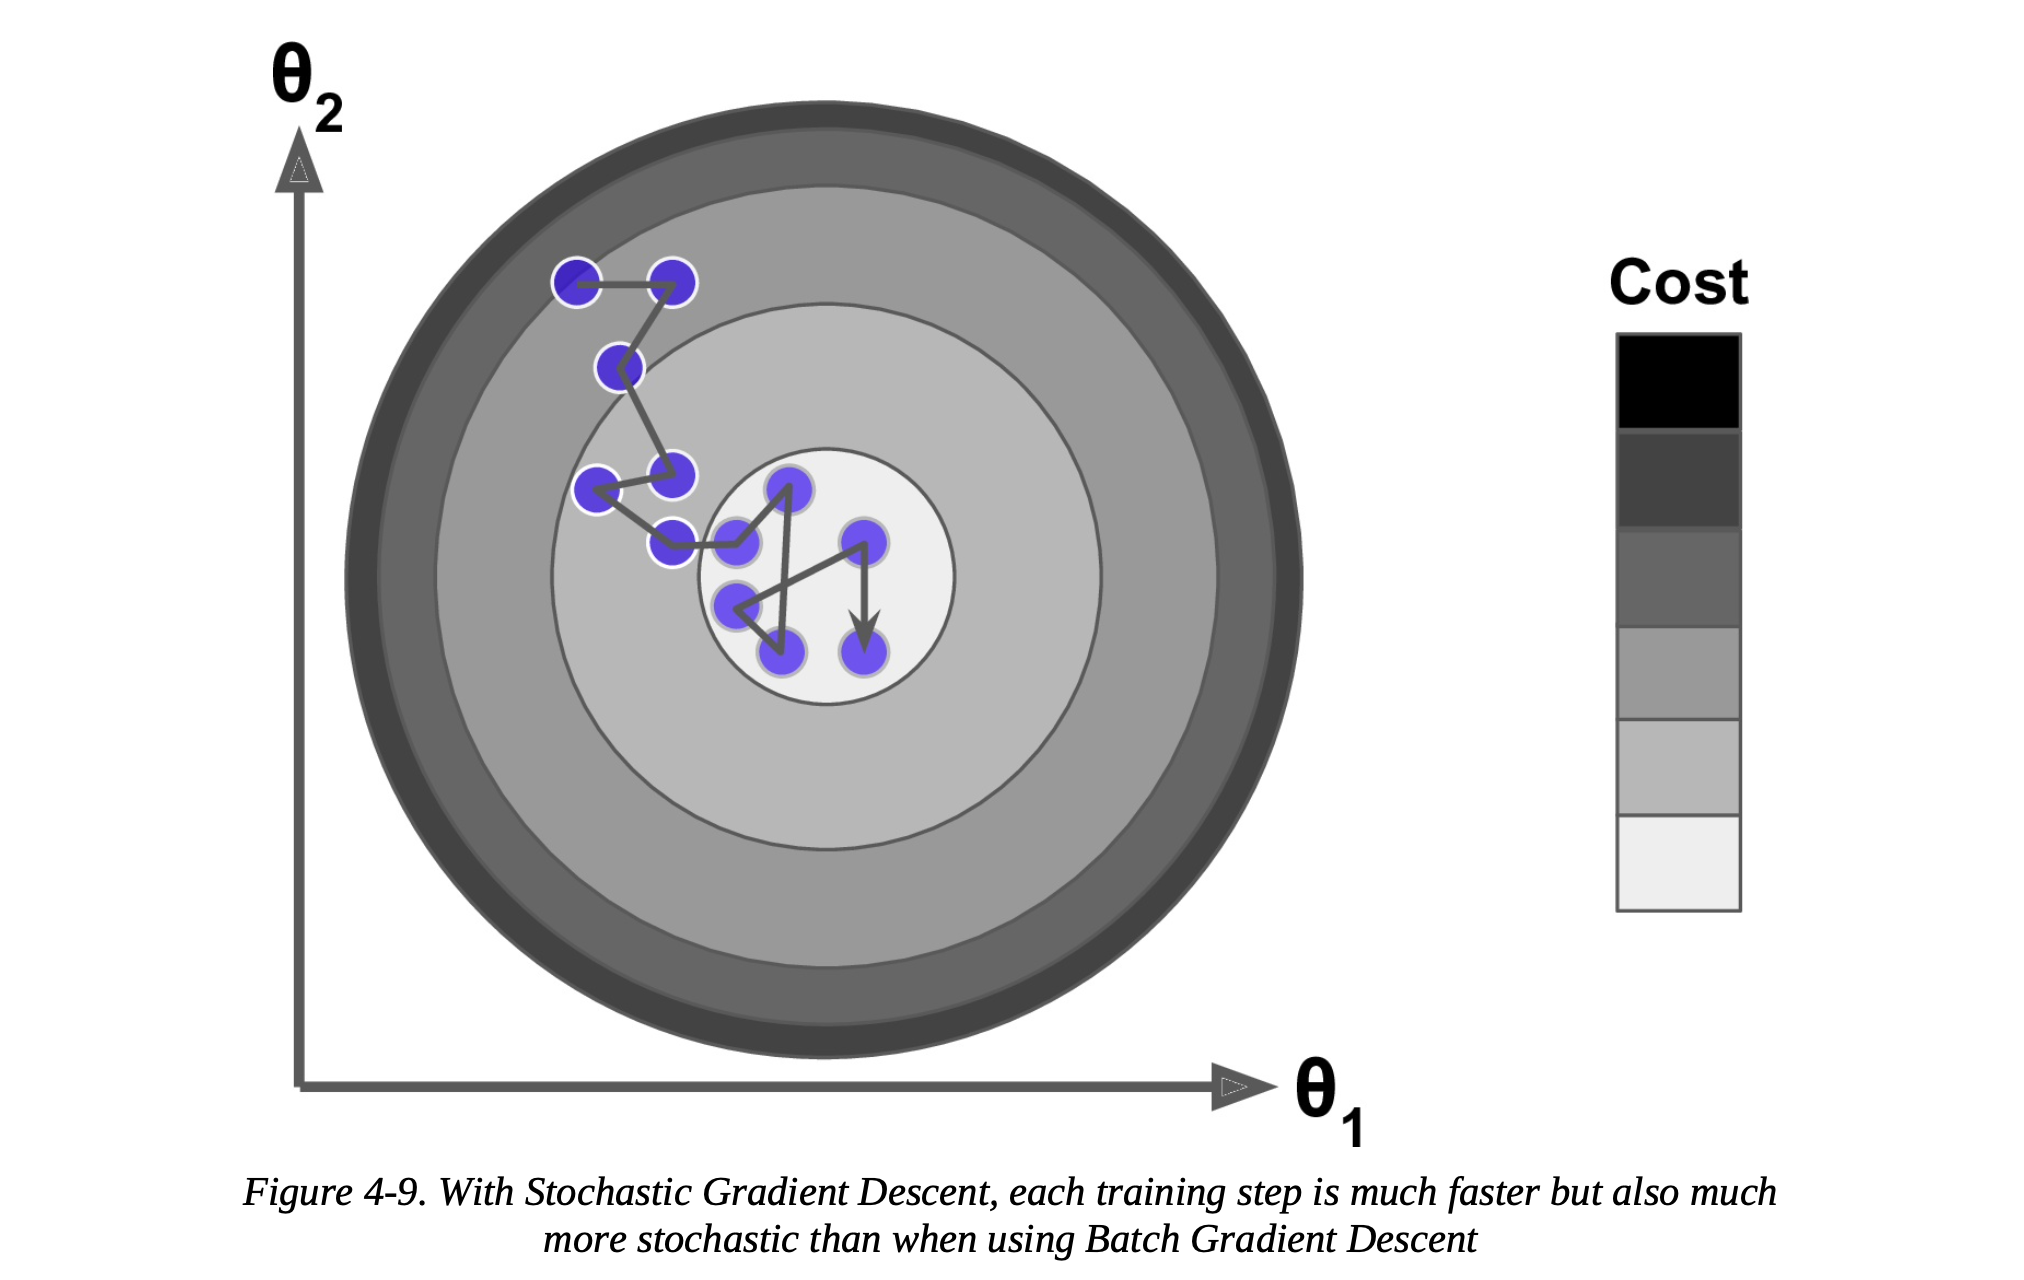 θ2
Cost
θ1
Figure 4-9. With Stochastic Gradient Descent, each training step is much faster but also much
more stochastic than when using Batch Gradient Descent